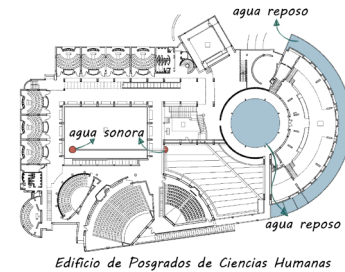 agua reposo
agua sonora
agua reposo
Edificio de Posgrados de Ciencias Humanas